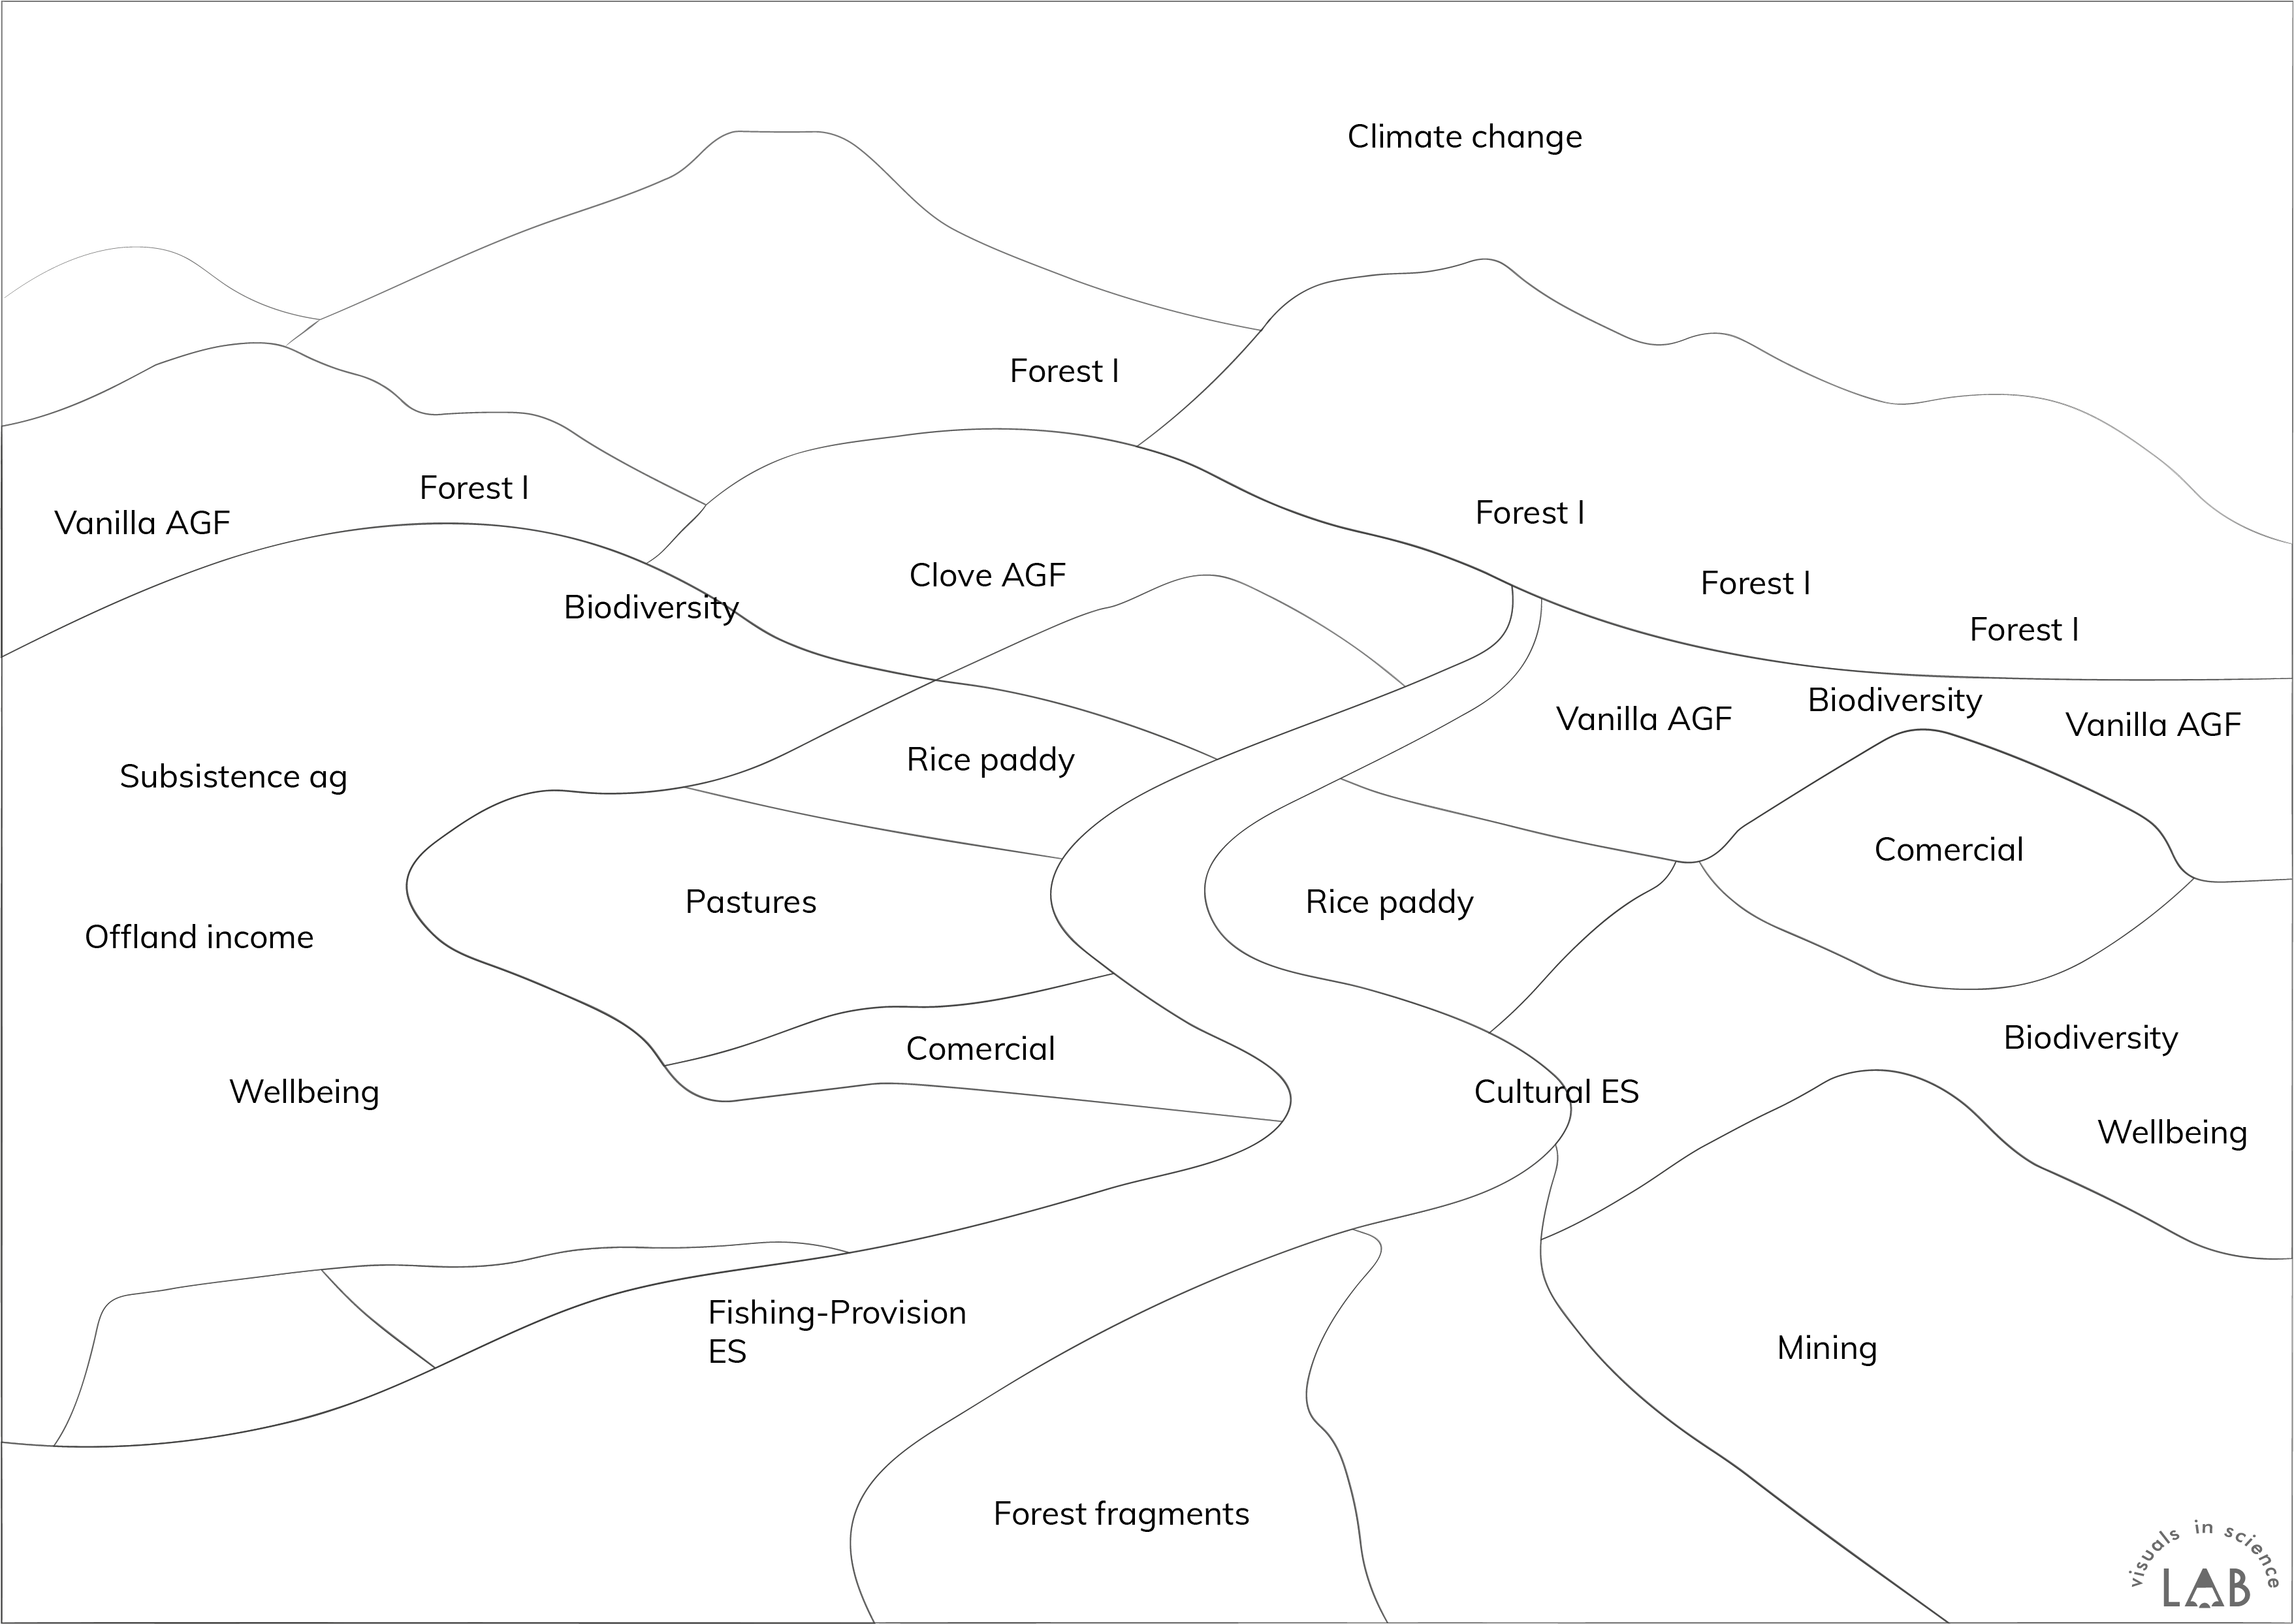 Climate change
Forest I
Forest I
Vanilla AGF
Forest I
Clove AGF
Forest I
Biodiversity
Forest I
Biodiversity
Vanilla AGF
Vanilla AGF
Rice paddy
Subsistence ag
Comercial
Pastures
Rice paddy
Offland income
Biodiversity
Comercial
Wellbeing
Cultural ES
Wellbeing
Fishing-Provision
ES
Mining
Forest fragments
visuals in science
LAB